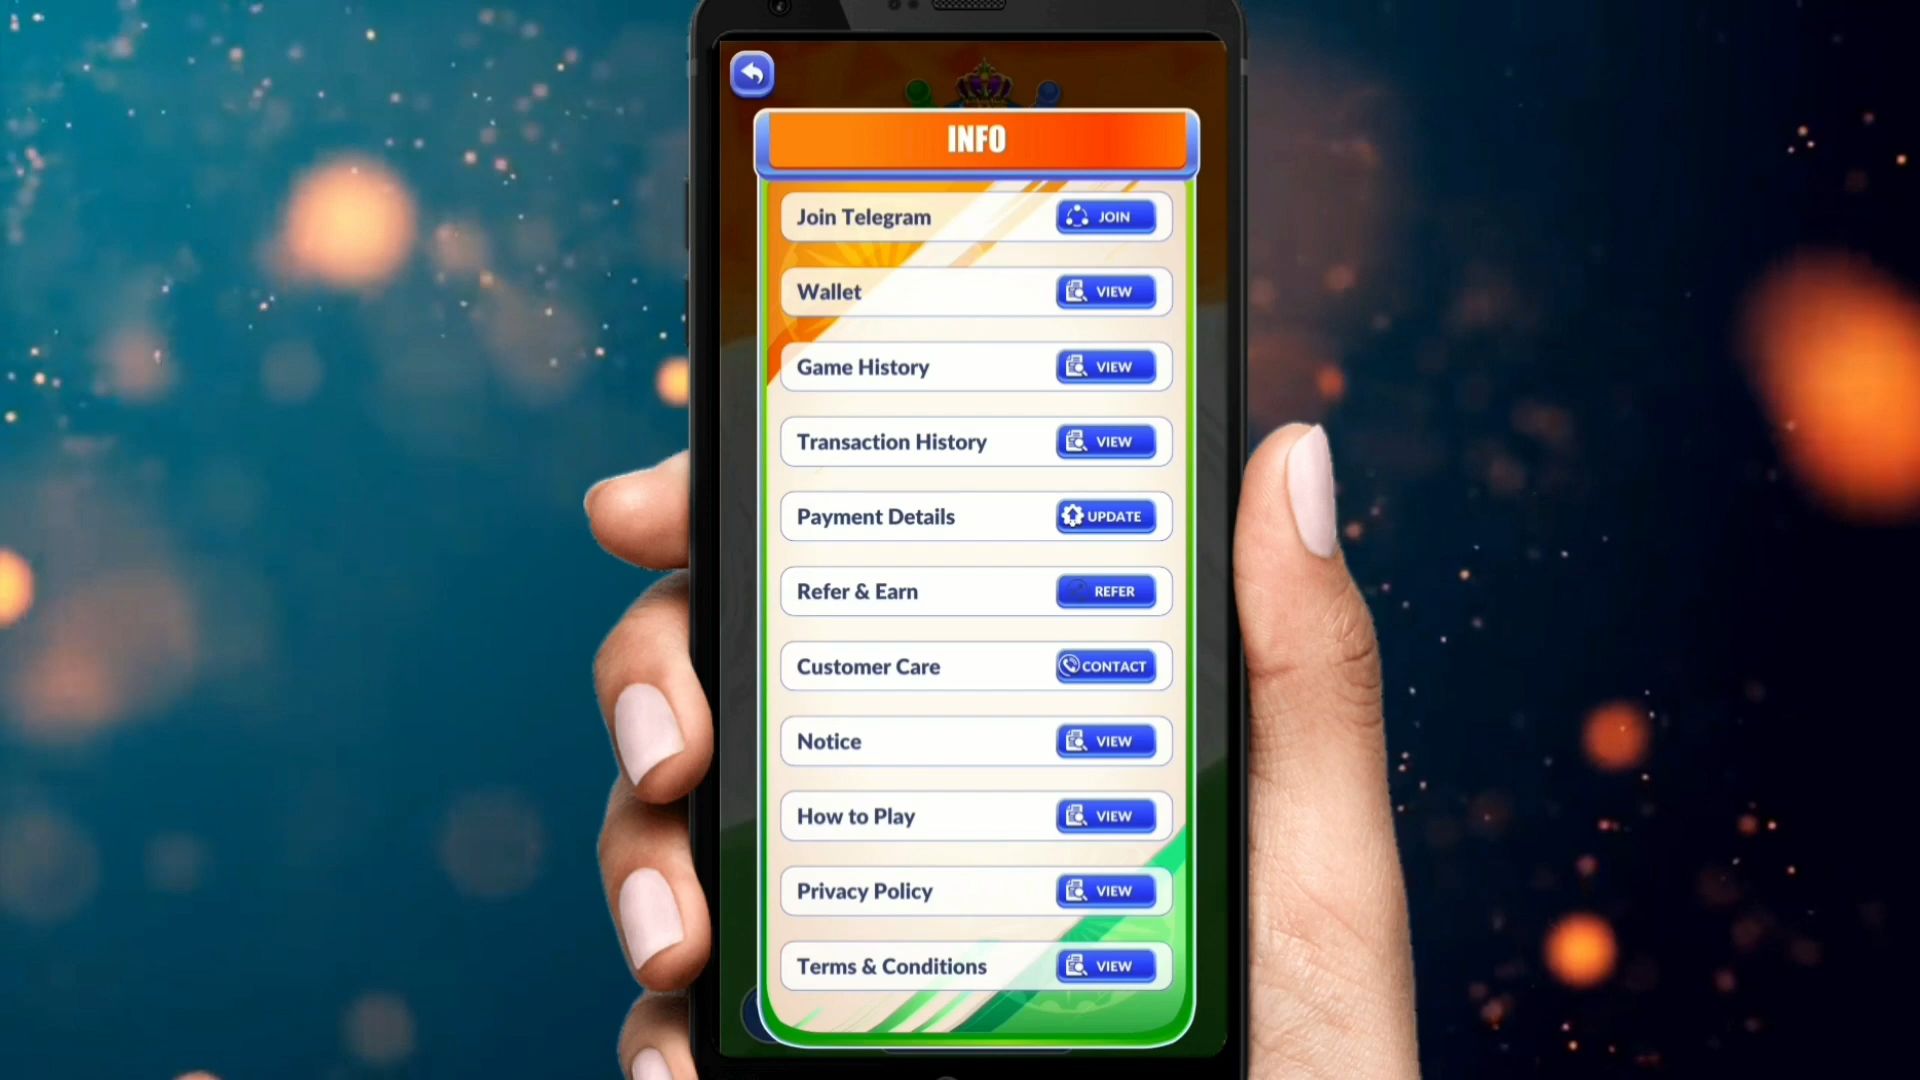 INFO
Join Telegram JOIN
Wallet VIEW
Game History VIEW
Transaction History VIEW
Payment Details UPDATE
Refer & Earn REFER
Customer Care CONTACT
Notice VIEW
How to Play VIEW
Privacy Policy VIEW
Terms & Conditions VIEW